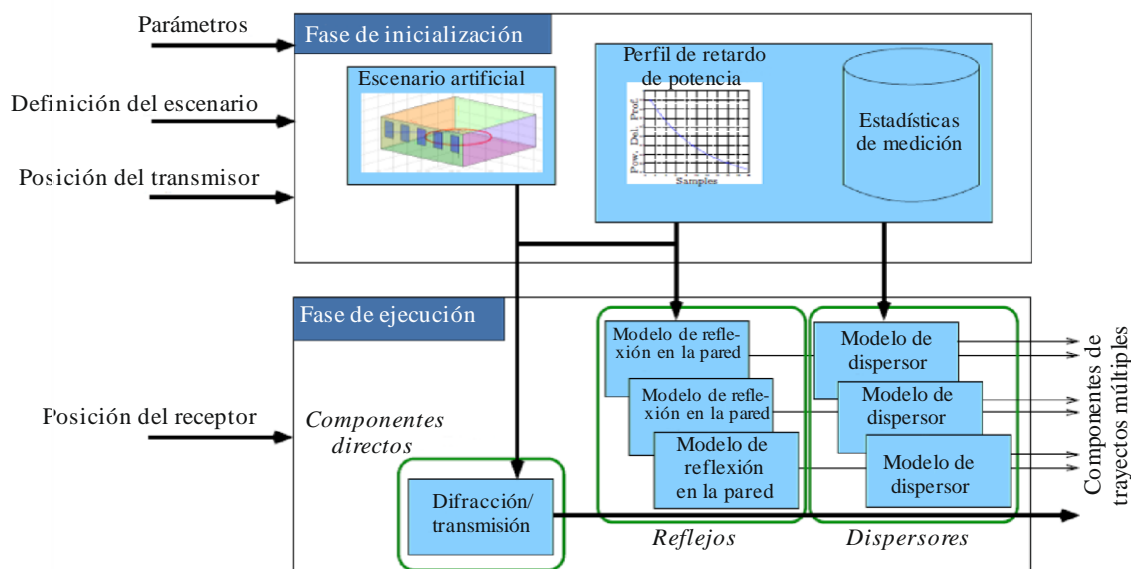 Parámetros
Definición del escenario
Posición del transmisor
Fase de inicialización
Escenario artificial
Perfil de retardo
de potencia
Pow. Del. Prof.
Samples
Estadísticas
de medición
Posición del receptor
Fase de ejecución
Componentes
directos
Difracción/
transmisión
Modelo de refle-
xión en la pared
Modelo de refle-
xión en la pared
Modelo de
reflexión
en la pared
Reflejos
Modelo de
dispersor
Modelo de
dispersor
Modelo de
dispersor
Dispersores
Componentes de
trayectos múltiples